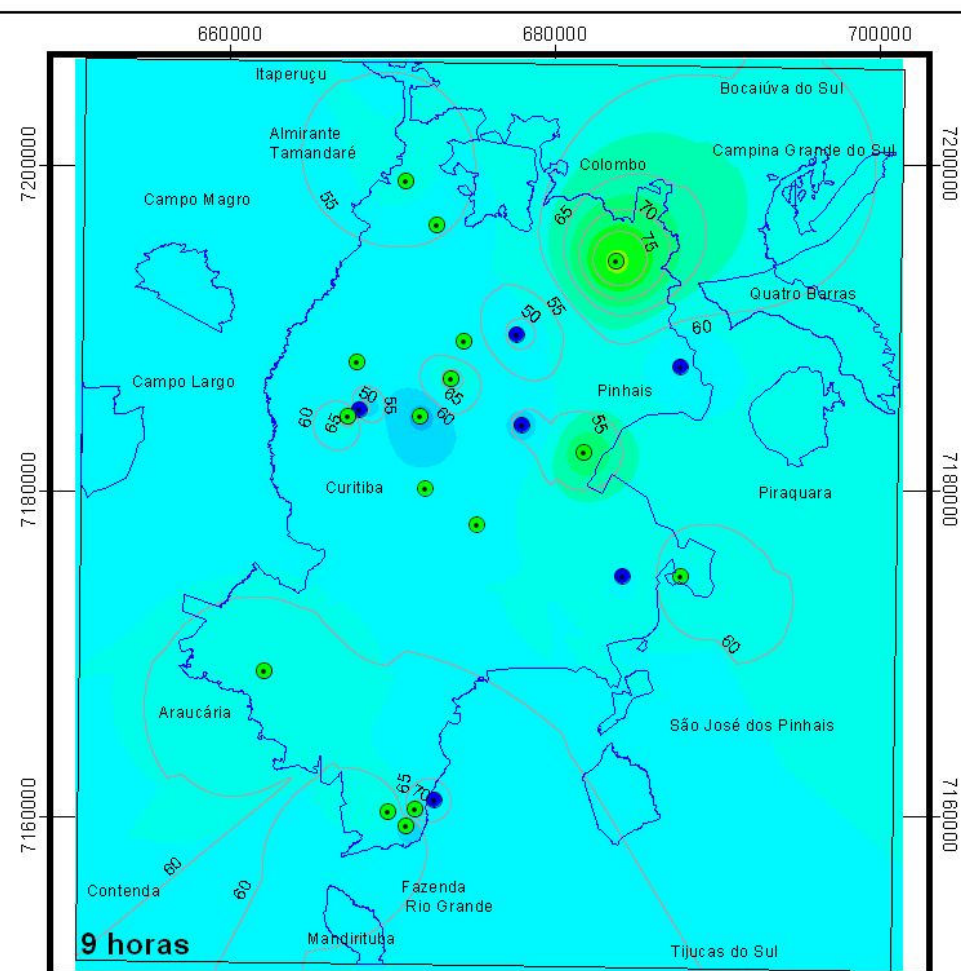 660000 680000 700000
Itaperuçu
Bocaiúva do Sul
Almirante
Tamandaré
Colombo
Campina Grande do Sul
7200000
7200000
Campo Magro
55
65
70
75
Quatro Barras
50
55
60
Campo Largo
Pinhais
50
55
65
60
60
65
55
Curitiba
Piraquara
7180000
7180000
60
Araucária
São José dos Pinhais
65
70
7160000
7160000
60
60
Contenda
Fazenda
Rio Grande
9 horas
Mandirituba
Tijucas do Sul